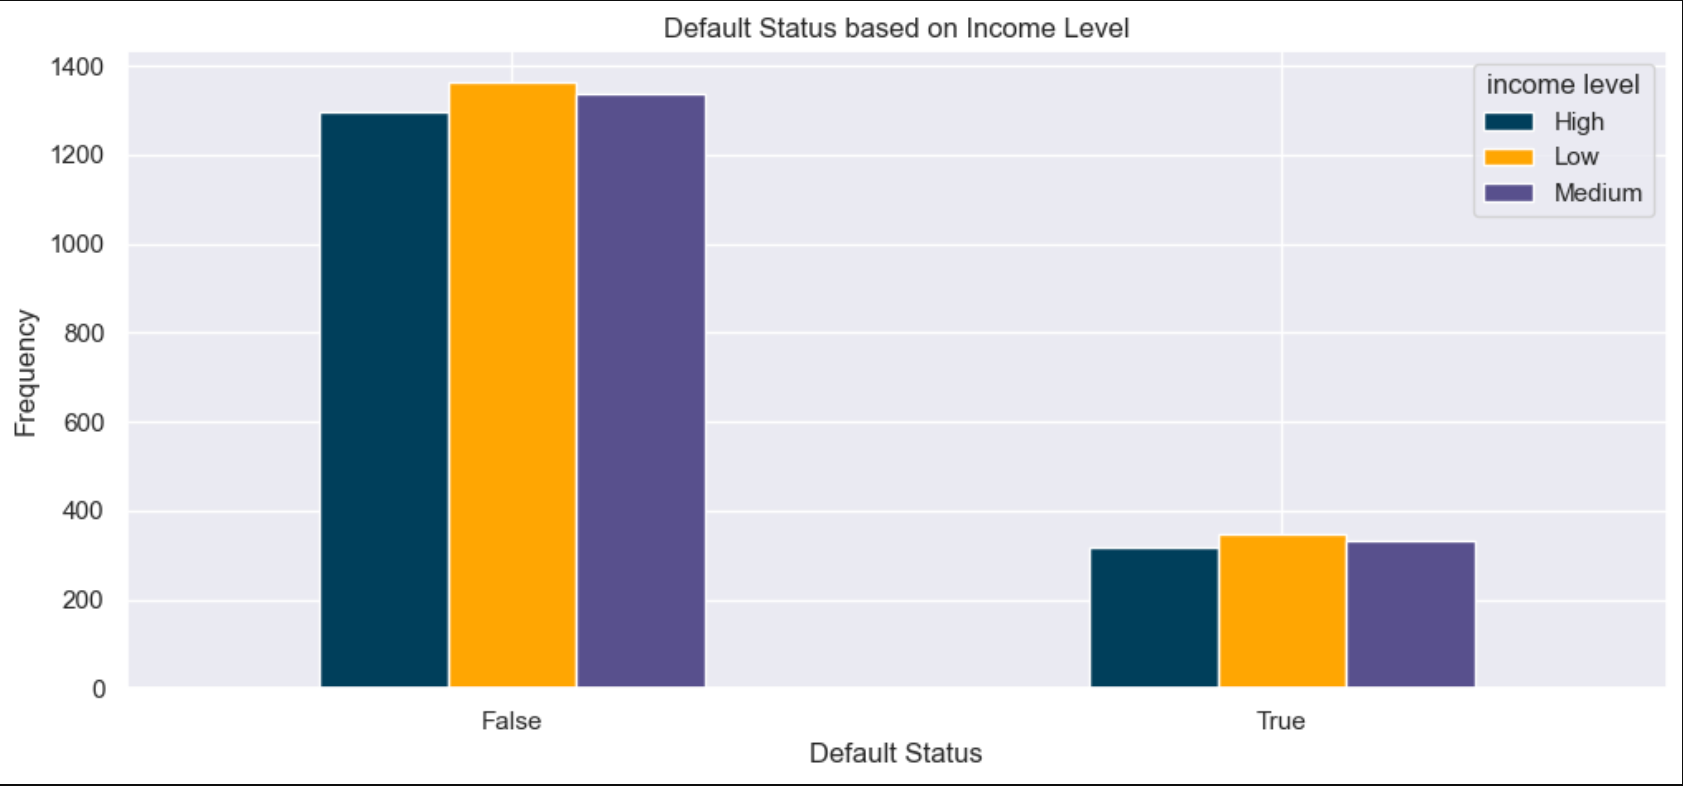 Default Status based on Income Level
1400
1200
1000
800
600
400
200
0
Frequency
income level
High
Low
Medium
False
True
Default Status